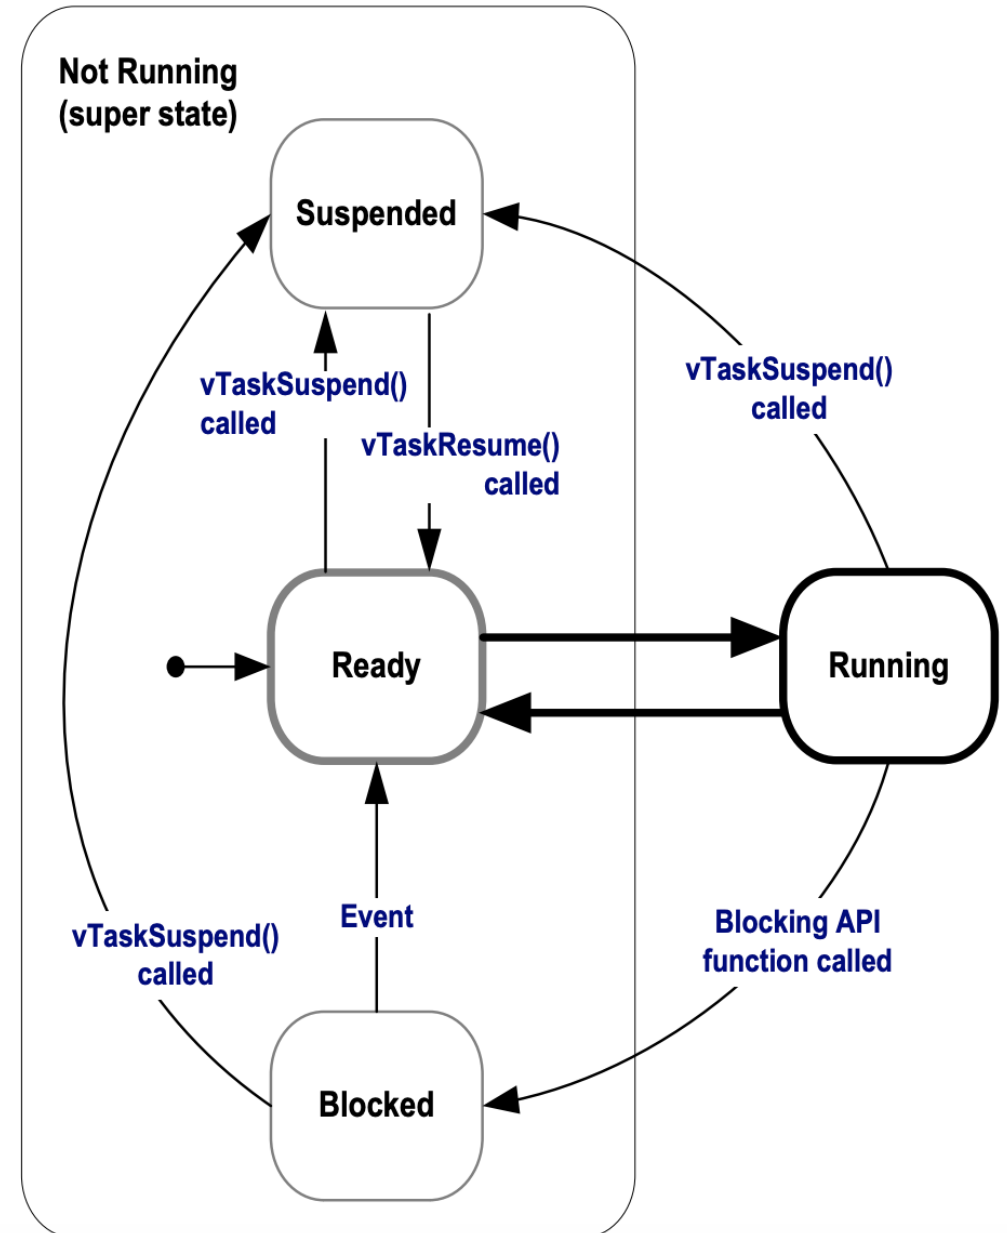 Not Running
(super state)
Suspended
vTaskSuspend()
called
vTaskResume()
called
vTaskSuspend()
called
Ready
Running
Event
vTaskSuspend()
called
Blocking API
function called
Blocked